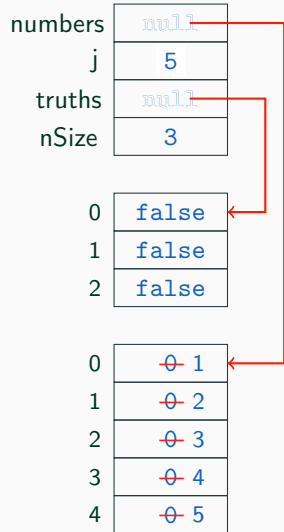 numbers null
j 5
truths null
nSize 3
0 false
1 false
2 false
0 0 1
1 0 2
2 0 3
3 0 4
4 0 5